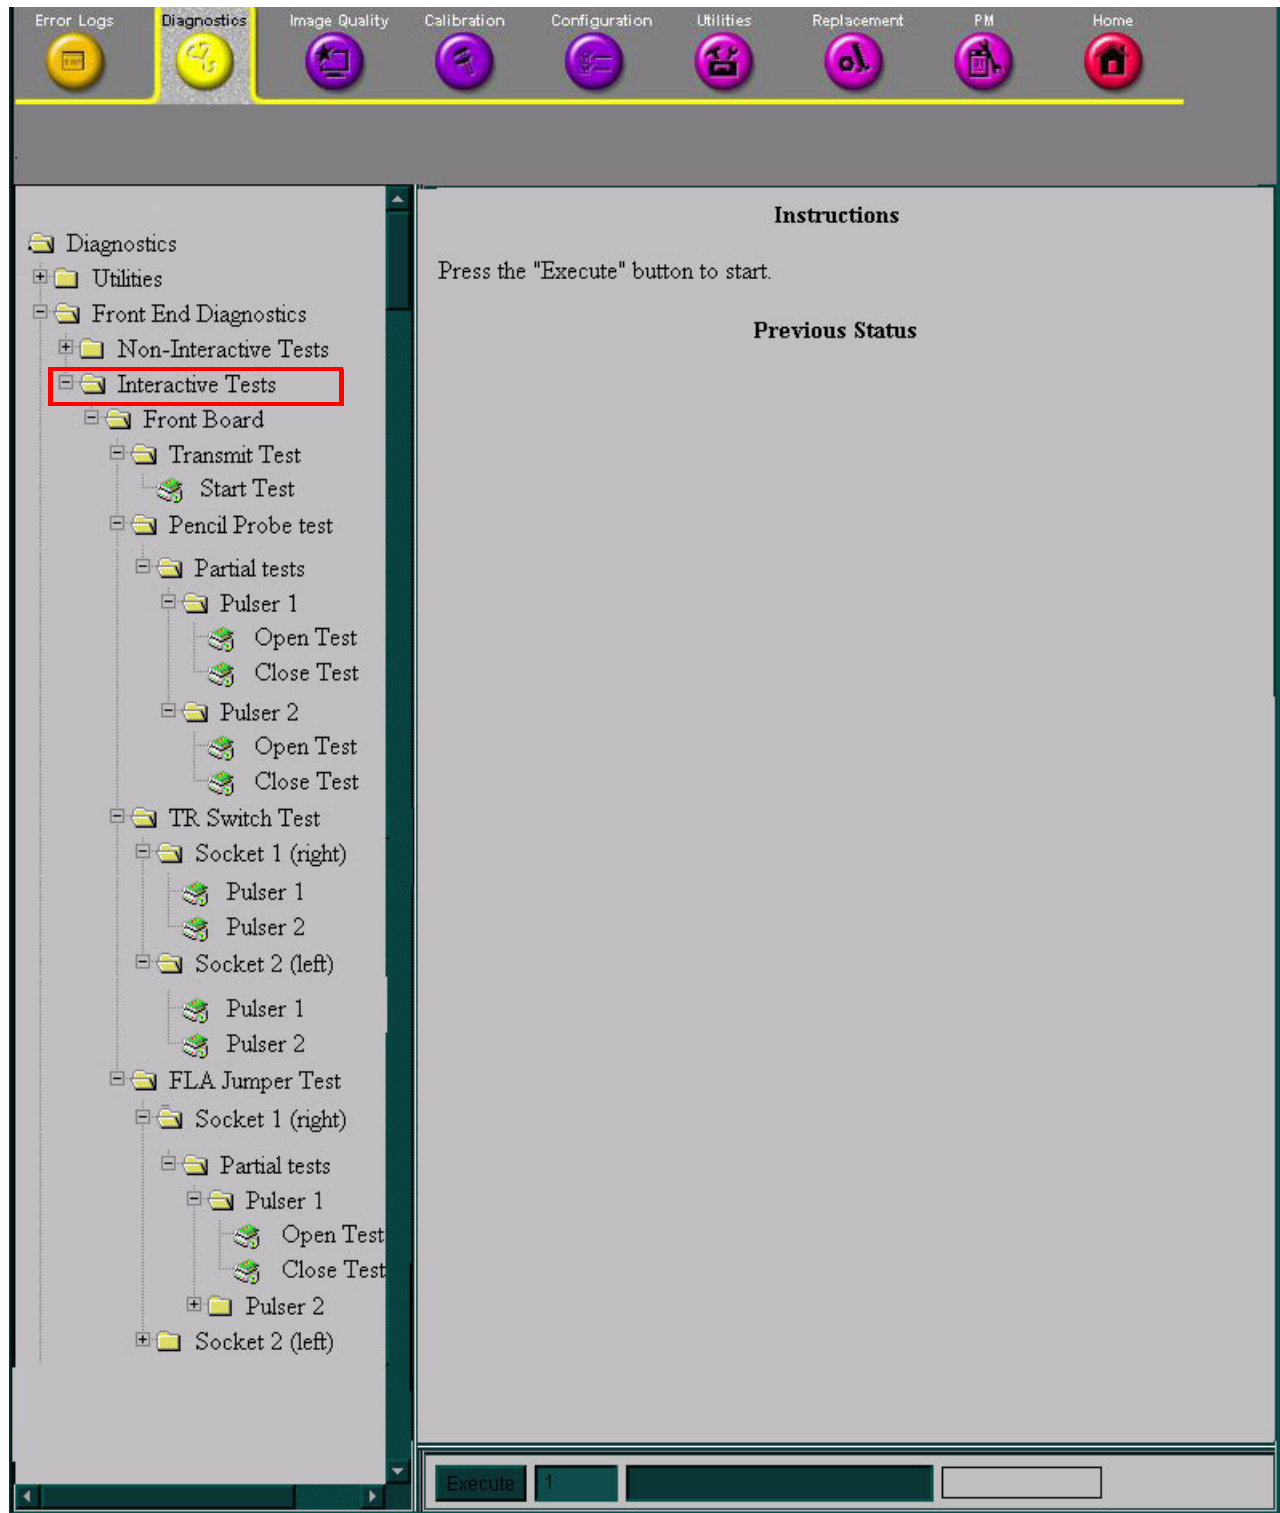 Error Logs Diagnostics Image Quality Calibration Configuration Utilities Replacement PM Home
Diagnostics
Utilities
Front End Diagnostics
Non-Interactive Tests
Interactive Tests
Front Board
Transmit Test
Start Test
Pencil Probe test
Partial tests
Pulser 1
Open Test
Close Test
Pulser 2
Open Test
Close Test
TR Switch Test
Socket 1 (right)
Pulser 1
Pulser 2
Socket 2 (left)
Pulser 1
Pulser 2
FLA Jumper Test
Socket 1 (right)
Partial tests
Pulser 1
Open Test
Close Test
Pulser 2
Socket 2 (left)
Instructions
Press the "Execute" button to start.
Previous Status
Execute 1